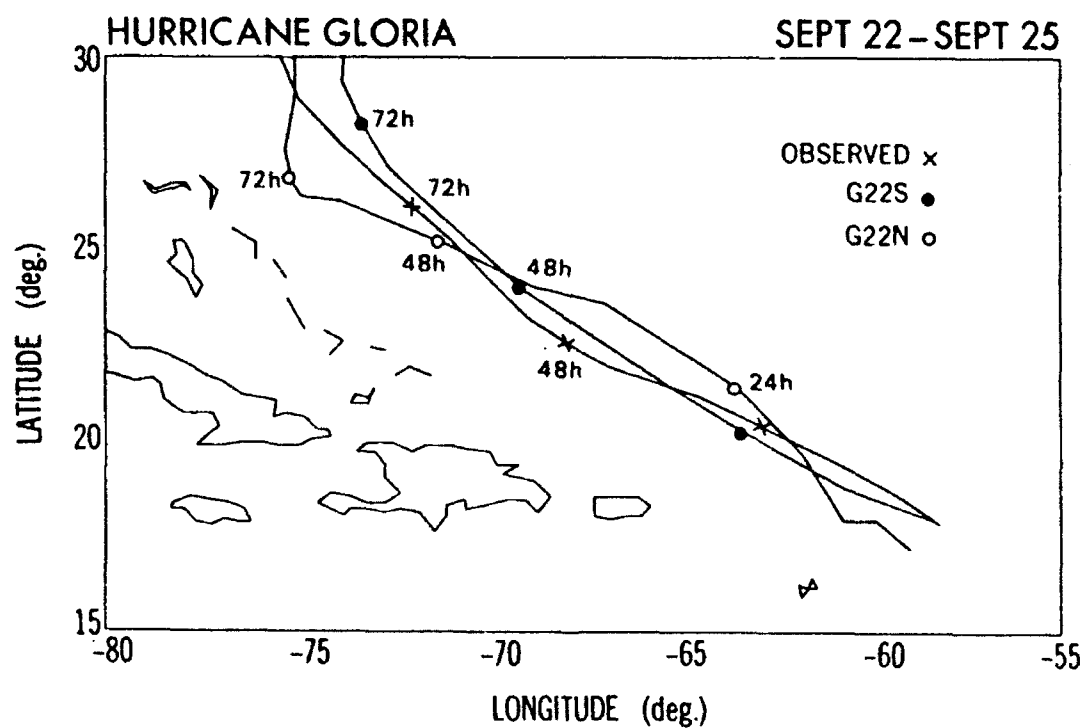 HURRICANE GLORIA SEPT 22 – SEPT 25
30
72h
OBSERVED ×
72h
72h
G22S ●
G22N ○
25
48h
48h
48h
24h
20
15
-80 -75 -70 -65 -60 -55
LATITUDE (deg.)
LONGITUDE (deg.)